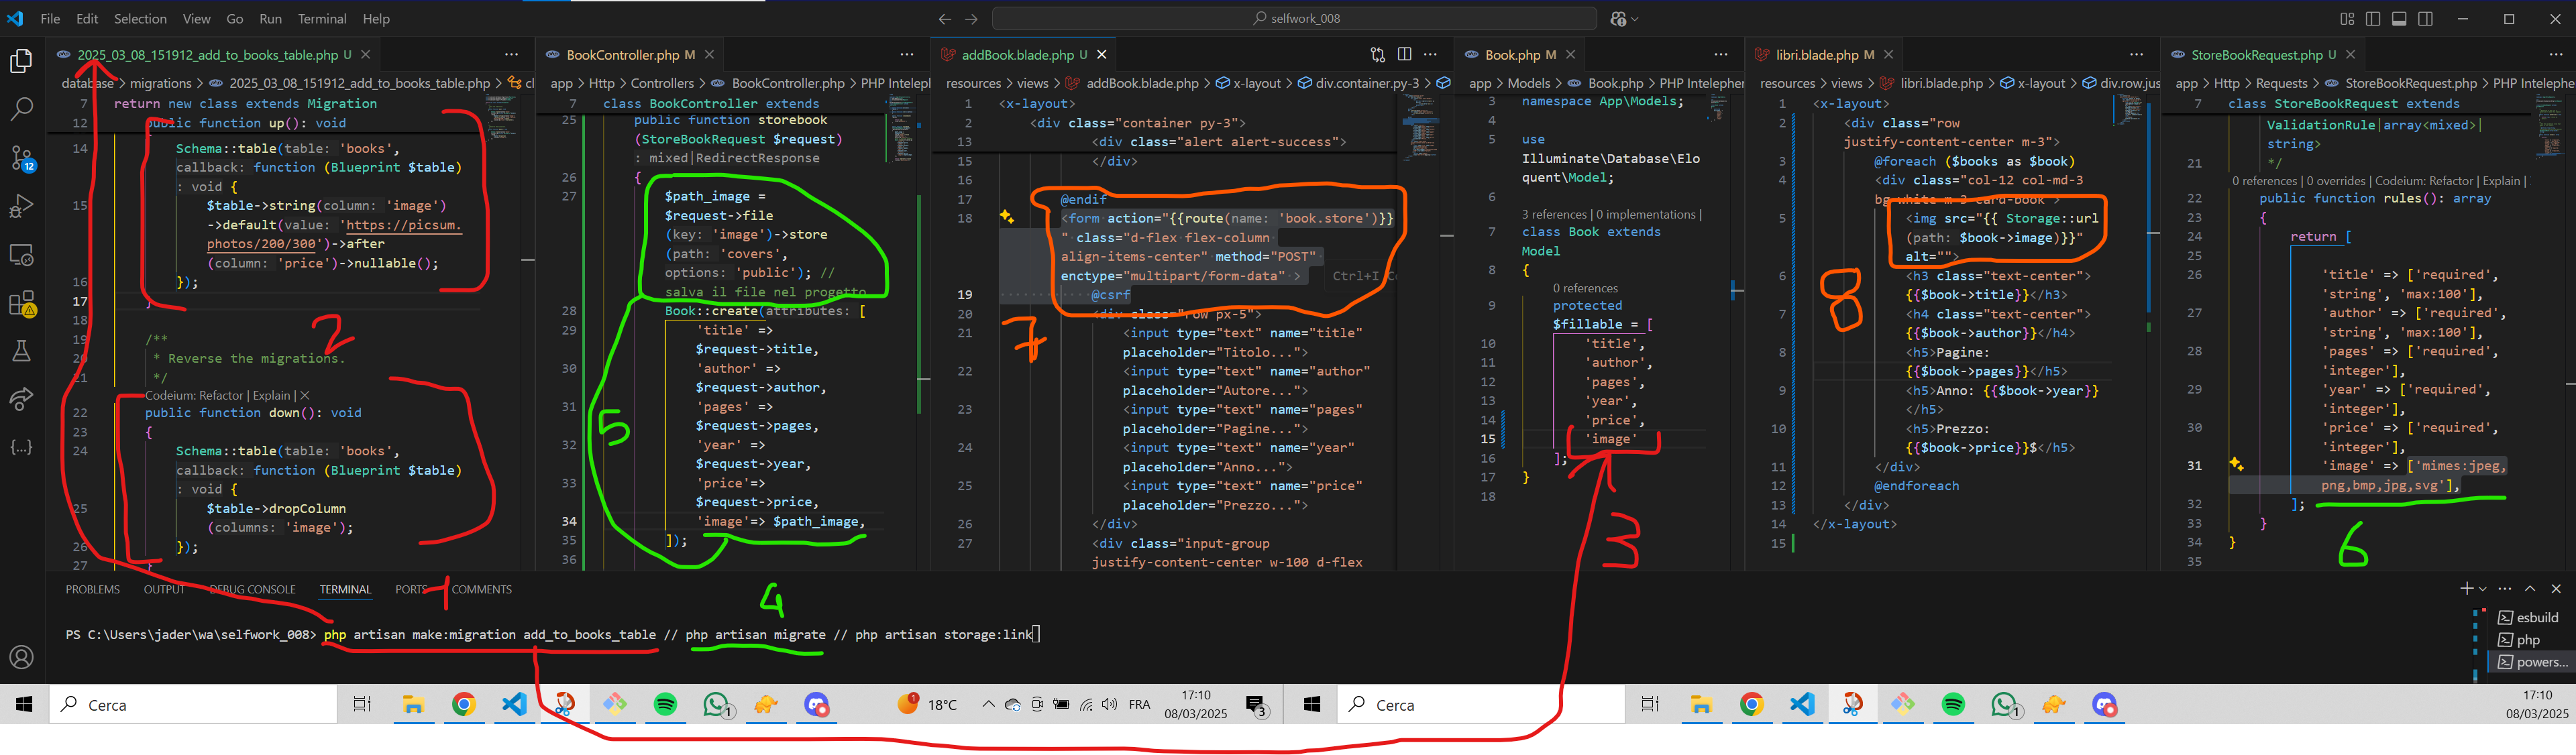 File Edit Selection View Go Run Terminal Help
selfwork_008
2025_03_08_151912_add_to_books_table.php U
database > migrations > 2025_03_08_151912_add_to_books_table.php > cl
7 return new class extends Migration
12 public function up(): void
14 Schema::table(table: 'books',
callback: function (Blueprint $table)
: void {
15 $table->string(column: 'image')
->default(value: 'https://picsum.
photos/200/300')->after
(column: 'price')->nullable();
16 });
17 }
18
19 /**
20 * Reverse the migrations.
21 */
Codeium: Refactor | Explain | X
22 public function down(): void
23 {
24 Schema::table(table: 'books',
callback: function (Blueprint $table)
: void {
25 $table->dropColumn
(columns: 'image');
26 });
27 }
2
BookController.php M
app > Http > Controllers > BookController.php > PHP Intelep
7 class BookController extends
25 public function storebook
(StoreBookRequest $request)
: mixed|RedirectResponse
26 {
27 $path_image =
$request->file
(key: 'image')->store
(path: 'covers',
options: 'public'); //
salva il file nel progetto
28 Book::create(attributes: [
29 'title' =>
$request->title,
30 'author' =>
$request->author,
31 'pages' =>
$request->pages,
32 'year' =>
$request->year,
33 'price'=>
$request->price,
34 'image'=> $path_image,
35 ]);
36
5
addBook.blade.php U
resources > views > addBook.blade.php > x-layout > div.container.py-3 >
1 <x-layout>
2 <div class="container py-3">
13 <div class="alert alert-success">
15 </div>
16
17 @endif
18 <form action="{{route(name: 'book.store')}}
" class="d-flex flex-column
align-items-center" method="POST"
enctype="multipart/form-data" > Ctrl+I
19 @csrf
20 <div class="row px-5">
21 <input type="text" name="title"
placeholder="Titolo...">
22 <input type="text" name="author"
placeholder="Autore...">
23 <input type="text" name="pages"
placeholder="Pagine...">
24 <input type="text" name="year"
placeholder="Anno...">
25 <input type="text" name="price"
placeholder="Prezzo...">
26 </div>
27 <div class="input-group
justify-content-center w-100 d-flex
7
Book.php M
app > Models > Book.php > PHP Intelephen
3 namespace App\Models;
4
5 use
Illuminate\Database\Elo
quent\Model;
6
3 references | 0 implementations |
7 class Book extends
Model
8 {
0 references
9 protected
$fillable = [
10 'title',
11 'author',
12 'pages',
13 'year',
14 'price',
15 'image'
16 ];
17 }
18
3
libri.blade.php M
resources > views > libri.blade.php > x-layout > div.row.jus
1 <x-layout>
2 <div class="row
justify-content-center m-3">
3 @foreach ($books as $book)
4 <div class="col-12 col-md-3
bg-white m-3 card-book">
5 <img src="{{ Storage::url
(path: $book->image)}}"
alt="">
6 <h3 class="text-center">
{{$book->title}}</h3>
7 <h4 class="text-center">
{{$book->author}}</h4>
8 <h5>Pagine:
{{$book->pages}}</h5>
9 <h5>Anno: {{$book->year}}
</h5>
10 <h5>Prezzo:
{{$book->price}}$</h5>
11 </div>
12 @endforeach
13 </div>
14 </x-layout>
15
8
StoreBookRequest.php U
app > Http > Requests > StoreBookRequest.php > PHP Intelephe
7 class StoreBookRequest extends
ValidationRule|array<mixed>|
string>
21 */
0 references | 0 overrides | Codeium: Refactor | Explain |
22 public function rules(): array
23 {
24 return [
25
26 'title' => ['required',
'string', 'max:100'],
27 'author' => ['required',
'string', 'max:100'],
28 'pages' => ['required',
'integer'],
29 'year' => ['required',
'integer'],
30 'price' => ['required',
'integer'],
31 'image' => ['mimes:jpeg,
png,bmp,jpg,svg'],
32 ];
33 }
34 }
35
6
PROBLEMS OUTPUT DEBUG CONSOLE TERMINAL PORTS COMMENTS
1
4
PS C:\Users\jader\wa\selfwork_008> php artisan make:migration add_to_books_table // php artisan migrate // php artisan storage:link
esbuild
php
powers...
12
Cerca
1
18°C
FRA
17:10
08/03/2025
3
Cerca
1
17:10
08/03/2025